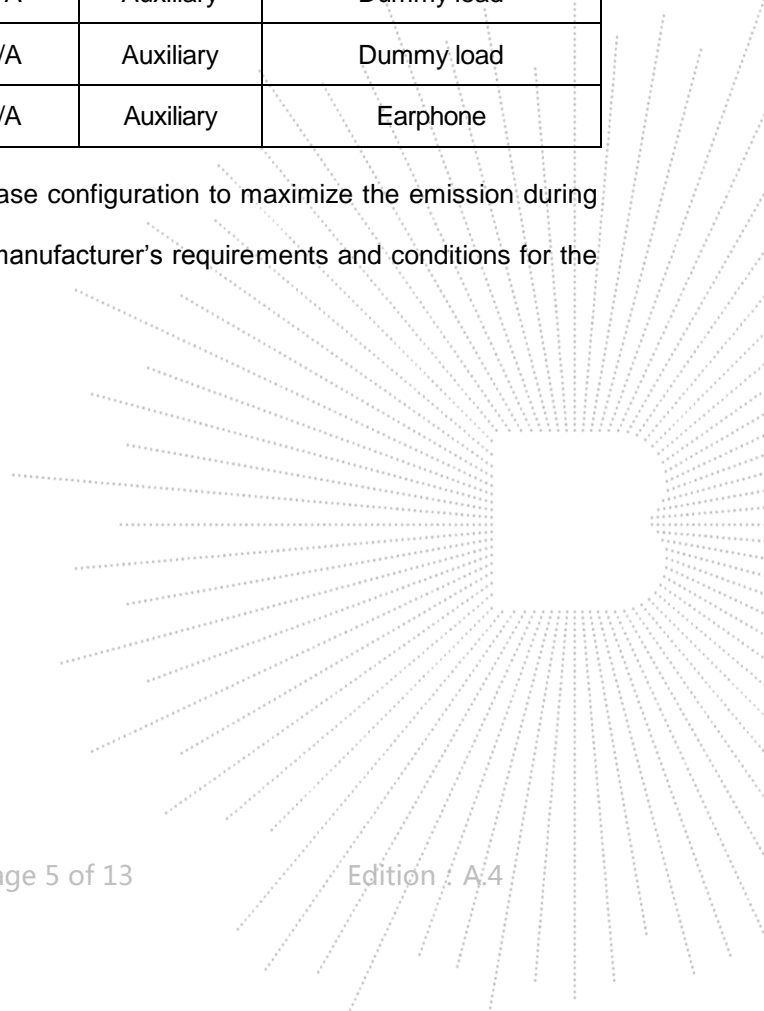 /A Auxiliary Dummy load
/A Auxiliary Dummy load
/A Auxiliary Earphone
ase configuration to maximize the emission during
manufacturer’s requirements and conditions for the
age 5 of 13 Edition： A.4